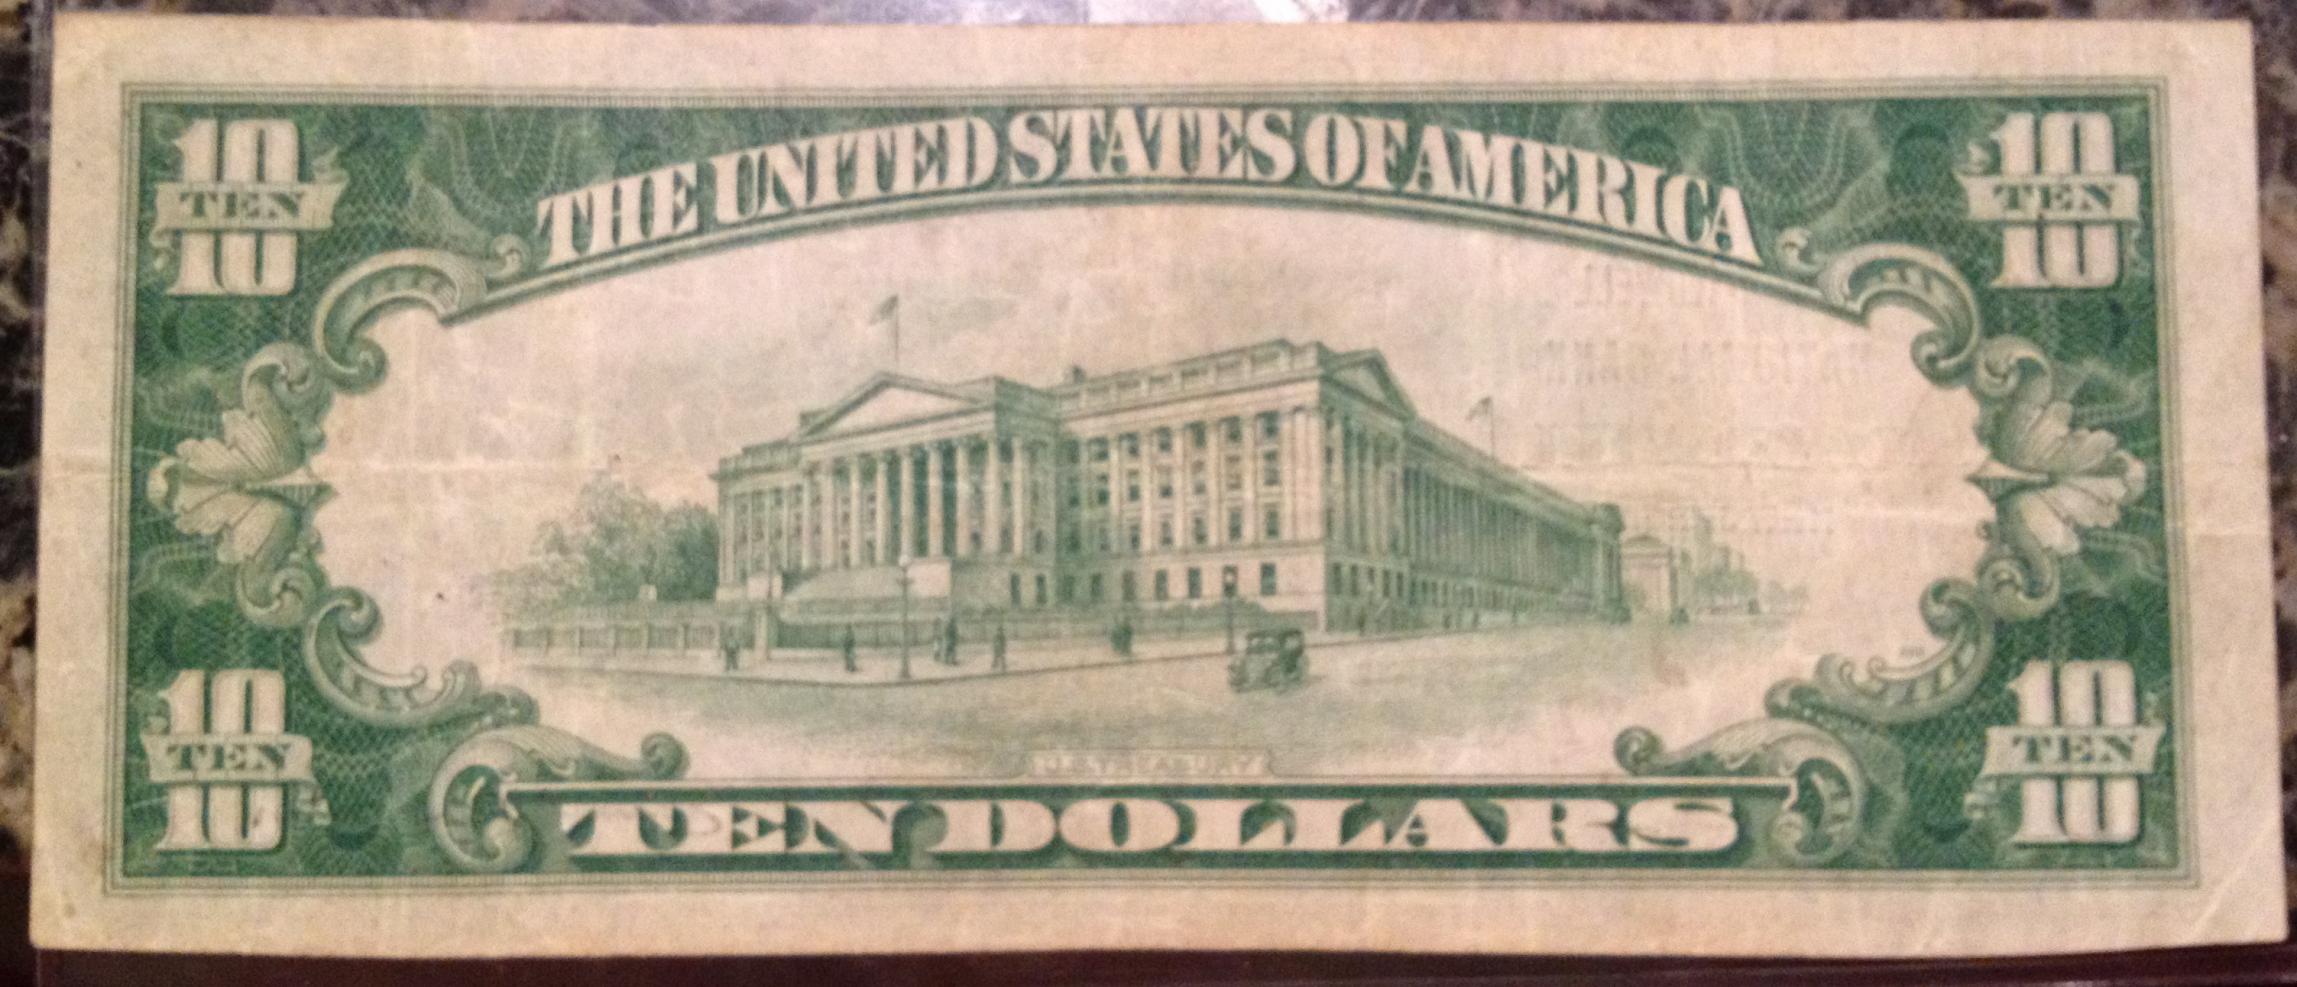 THE UNITED STATES OF AMERICA
10
TEN
10
10
TEN
10
U.S. TREASURY
10
TEN
10
TEN DOLLARS
10
TEN
10